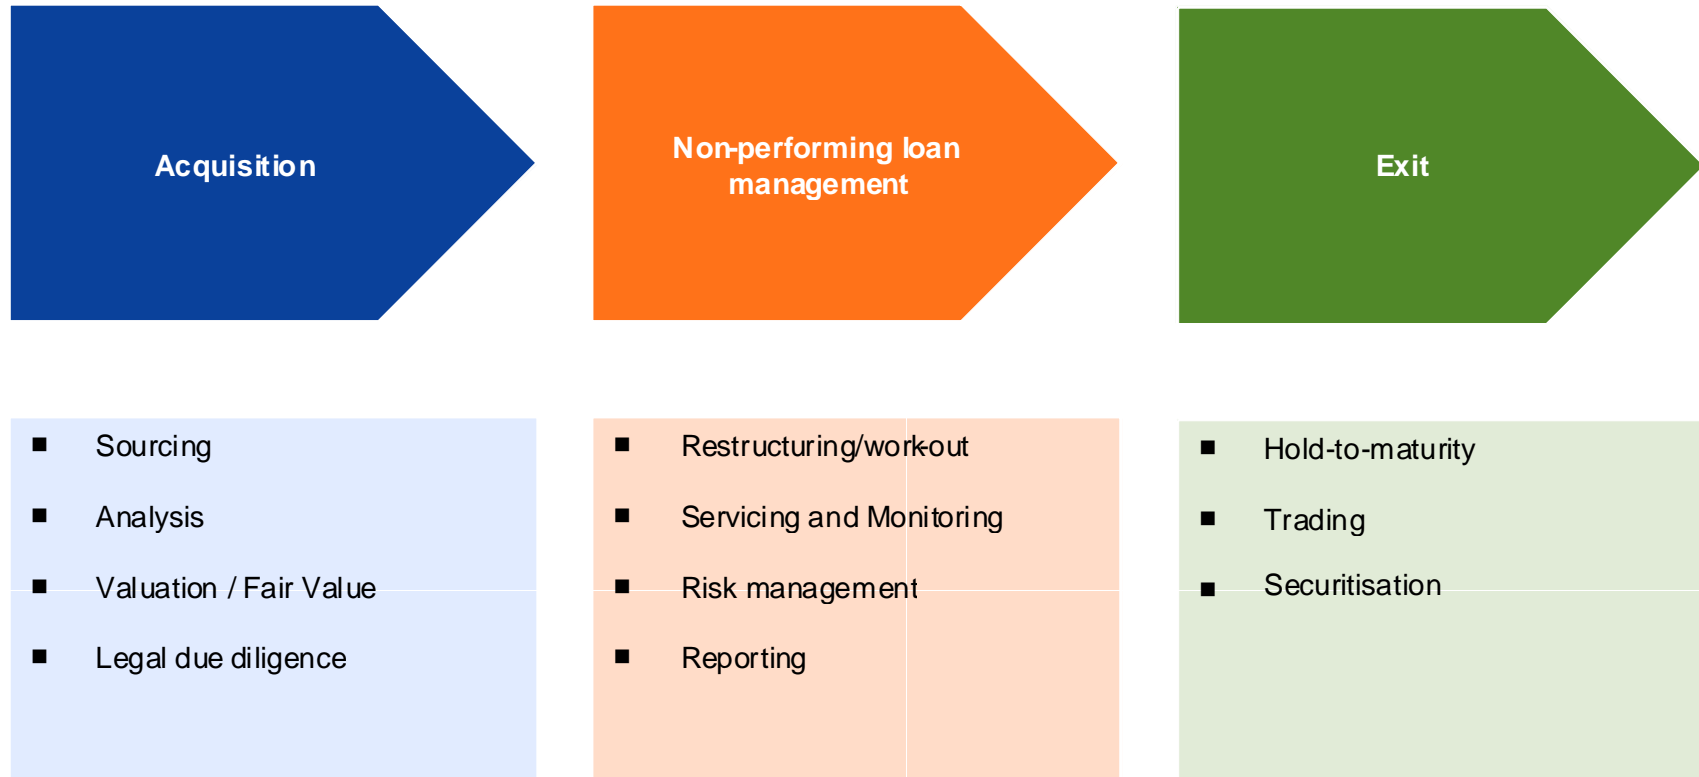 Acquisition
Non-performing loan
management
Exit
■ Sourcing
■ Analysis
■ Valuation / Fair Value
■ Legal due diligence
■ Restructuring/work-out
■ Servicing and Monitoring
■ Risk management
■ Reporting
■ Hold-to-maturity
■ Trading
■ Securitisation